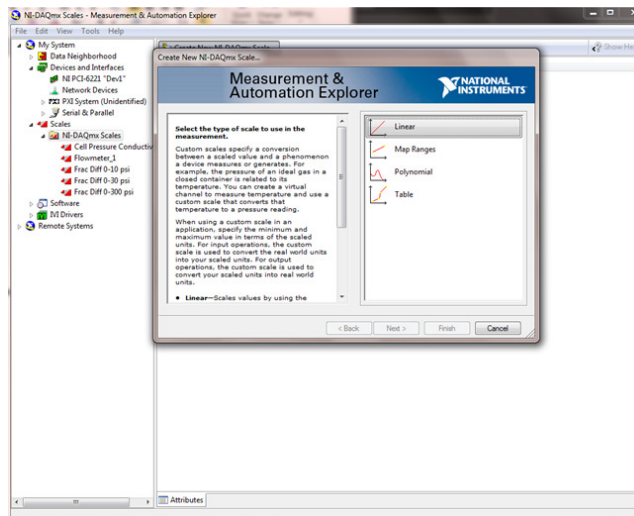 NI-DAQmx Scales - Measurement & Automation Explorer
File Edit View Tools Help
My System
Data Neighborhood
Devices and Interfaces
NI PCI-6221 "Dev1"
Network Devices
PXI PXI System (Unidentified)
Serial & Parallel
Scales
NI-DAQmx Scales
Cell Pressure Conductiv
Flowmeter_1
Frac Diff 0-10 psi
Frac Diff 0-30 psi
Frac Diff 0-300 psi
Software
IVI Drivers
Remote Systems
Create New NI-DAQmx Scale
Show He
Create New NI-DAQmx Scale...
Measurement &
Automation Explorer
NATIONAL
INSTRUMENTS
Select the type of scale to use in the
measurement.
Custom scales specify a conversion
between a scaled value and a phenomenon
a device measures or generates. For
example, the pressure of an ideal gas in a
closed container is related to its
temperature. You can create a virtual
channel to measure temperature and use a
custom scale that converts that
temperature to a pressure reading.
When using a custom scale in an
application, specify the minimum and
maximum value in terms of the scaled
units. For input operations, the custom
scale is used to convert the real world units
into your scaled units. For output
operations, the custom scale is used to
convert your scaled units into real world
units.
• Linear—Scales values by using the
Linear
Map Ranges
Polynomial
Table
< Back Next > Finish Cancel
Attributes